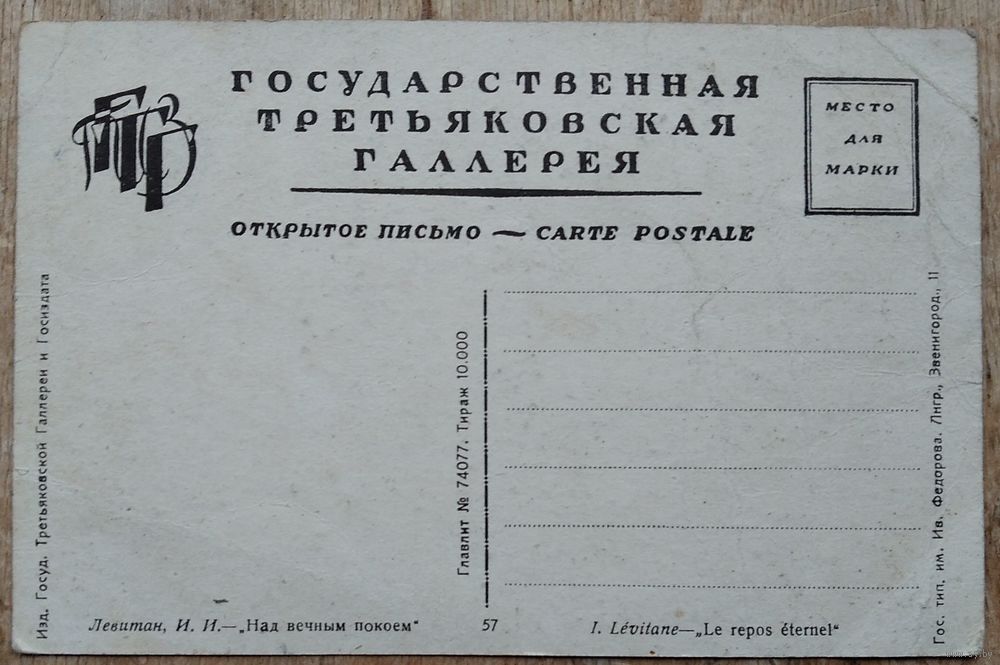 ГОСУДАРСТВЕННАЯ
ТРЕТЬЯКОВСКАЯ
ГАЛЛЕРЕЯ
МЕСТО
ДЛЯ
МАРКИ
ОТКРЫТОЕ ПИСЬМО — CARTE POSTALE
Изд. Госуд. Третьяковской Галлереи и Госиздата
Главлит № 74077. Тираж 10.000
Гос. тип. им. Ив. Федорова. Лнгр., Звенигород., 11
Левитан, И. И.—„Над вечным покоем“
57
I. Lévitane—„Le repos éternel“